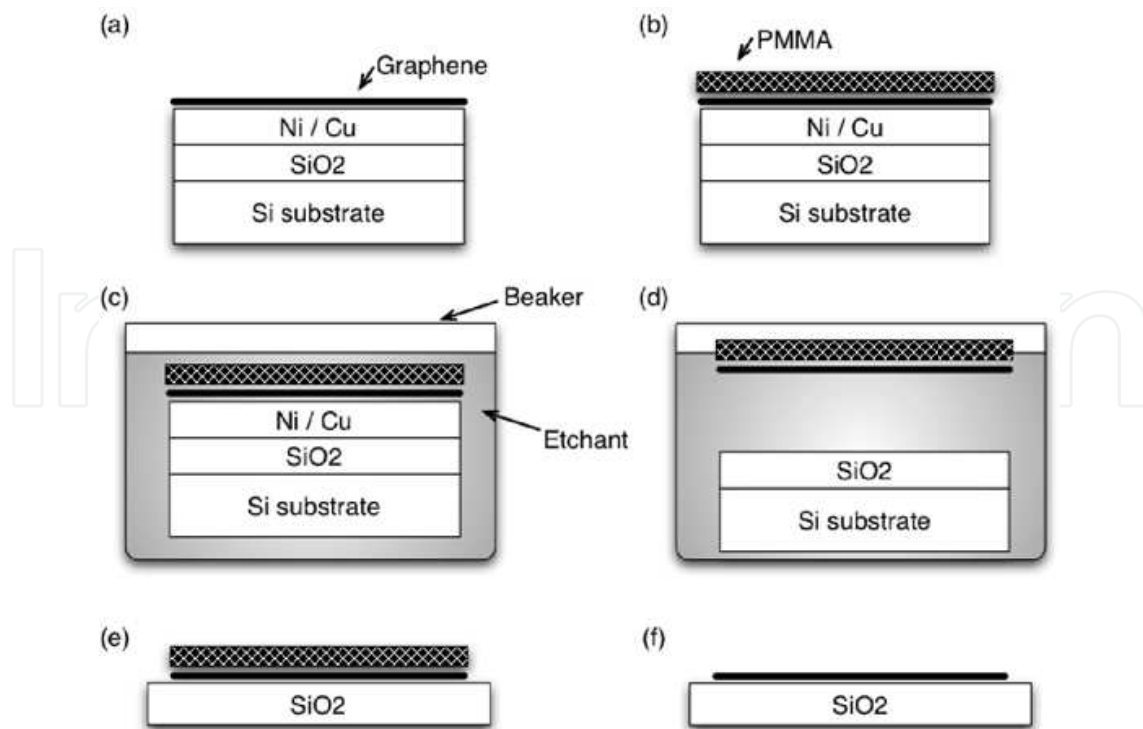 (a)
Graphene
Ni / Cu
SiO2
Si substrate
(b)
PMMA
Ni / Cu
SiO2
Si substrate
(c)
Beaker
Ni / Cu
SiO2
Si substrate
Etchant
(d)
SiO2
Si substrate
(e)
SiO2
(f)
SiO2